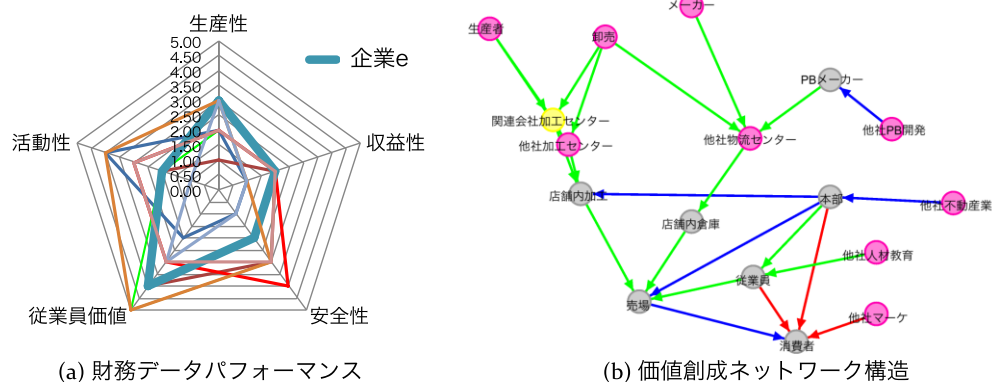 生産性
5.00
4.50
4.00
3.50
3.00
2.50
2.00
1.50
1.00
0.50
0.00
企業e
活動性
収益性
従業員価値
安全性
(a) 財務データパフォーマンス
メーカー
生産者
卸売
PBメーカー
関連会社加工センター
他社PB開発
他社加工センター
他社物流センター
店舗内加工
本部
他社不動産業
店舗内倉庫
他社人材教育
従業員
売場
他社マーケ
消費者
(b) 価値創成ネットワーク構造